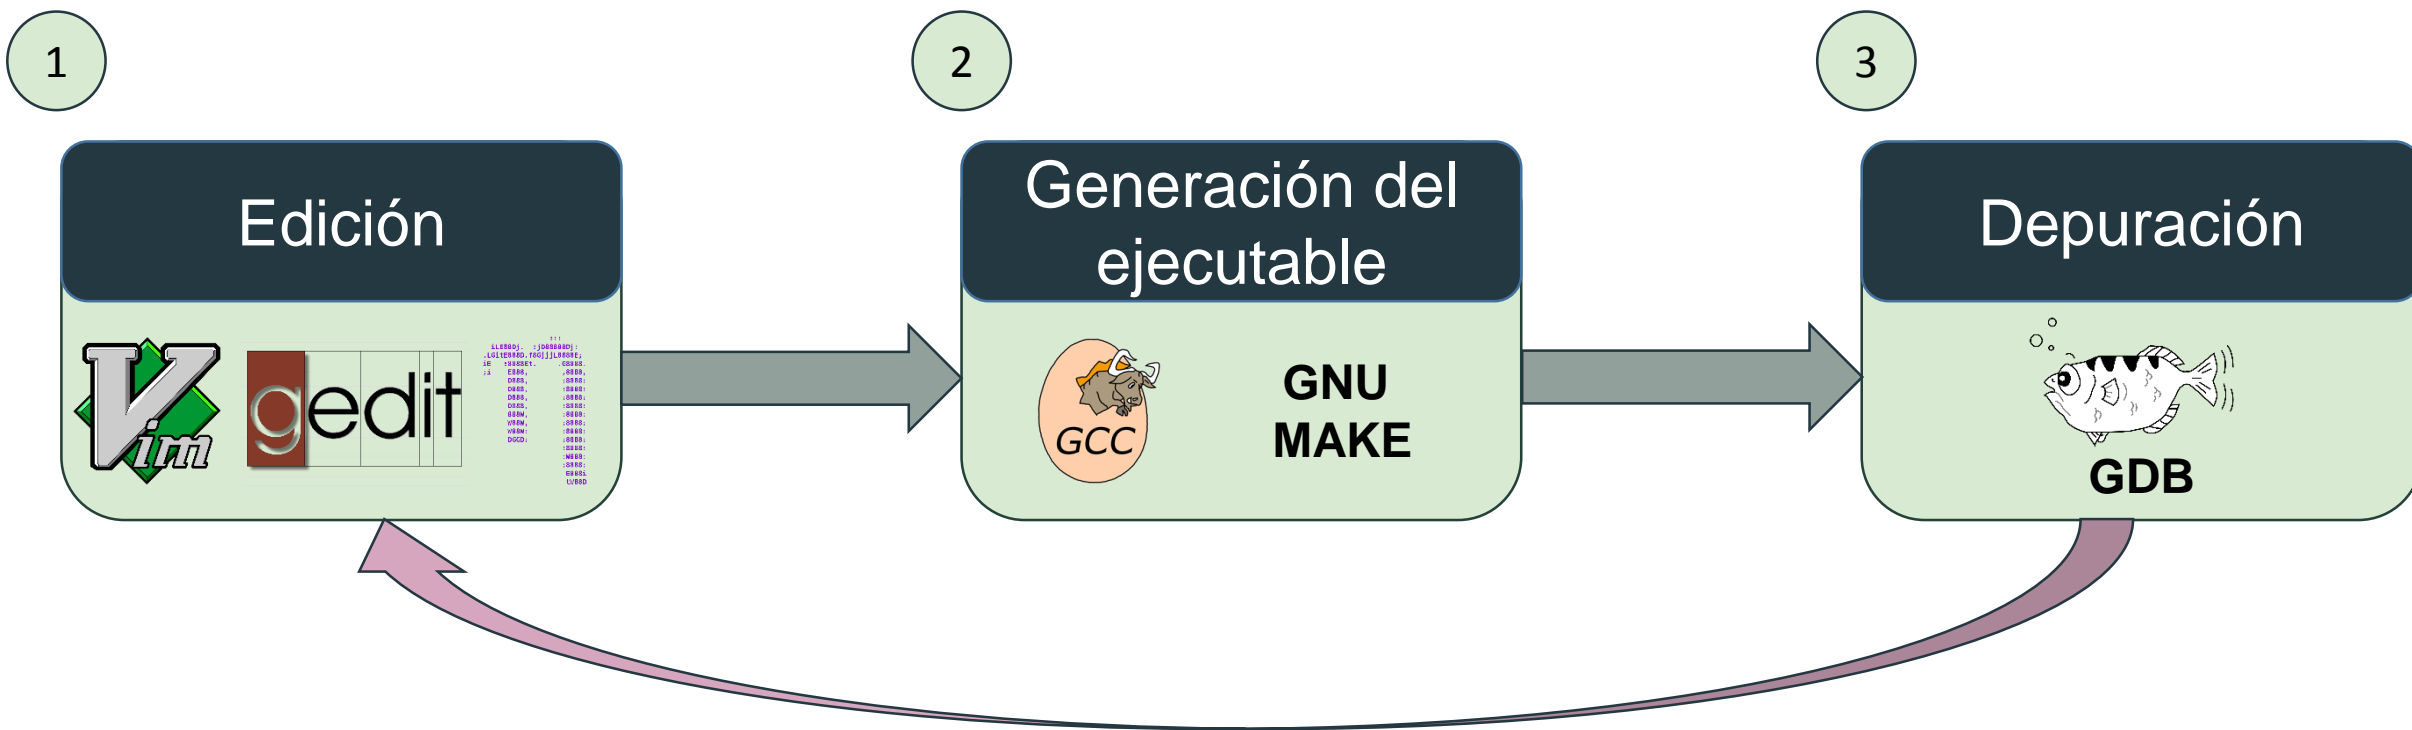 1
2
3
Edición
Generación del
ejecutable
Depuración
Vim
gedit
GCC
GNU
MAKE
GDB